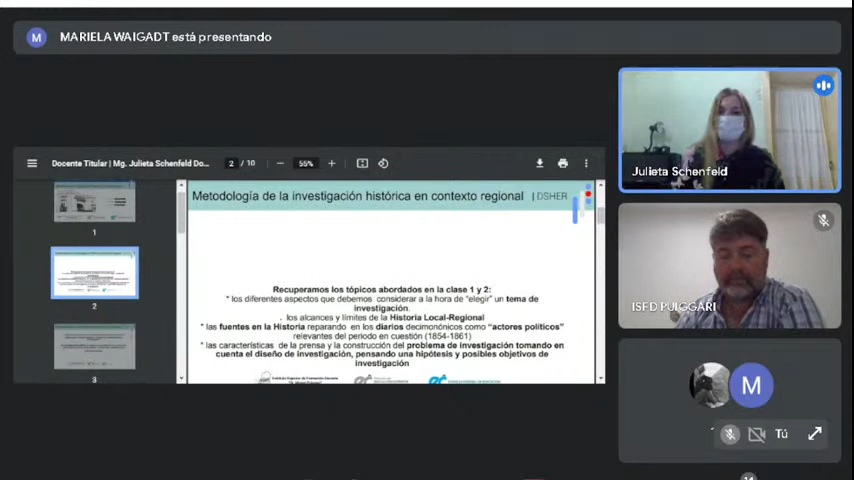 M MARIELA WAIGADT está presentando
Docente Titular | Mg. Julieta Schenfeld Do...
2 / 10
55%
1
2
3
Metodología de la investigación histórica en contexto regional | DSHER
Recuperamos los tópicos abordados en la clase 1 y 2:
* los diferentes aspectos que debemos considerar a la hora de "elegir" un tema de
investigación.
. los alcances y límites de la Historia Local-Regional
* las fuentes en la Historia reparando en los diarios decimonónicos como "actores políticos"
relevantes del periodo en cuestión (1854-1861)
* las características de la prensa y la construcción del problema de investigación tomando en
cuenta el diseño de investigación, pensando una hipótesis y posibles objetivos de
investigación
Julieta Schenfeld
ISFD PUIGGARI
M
Tú